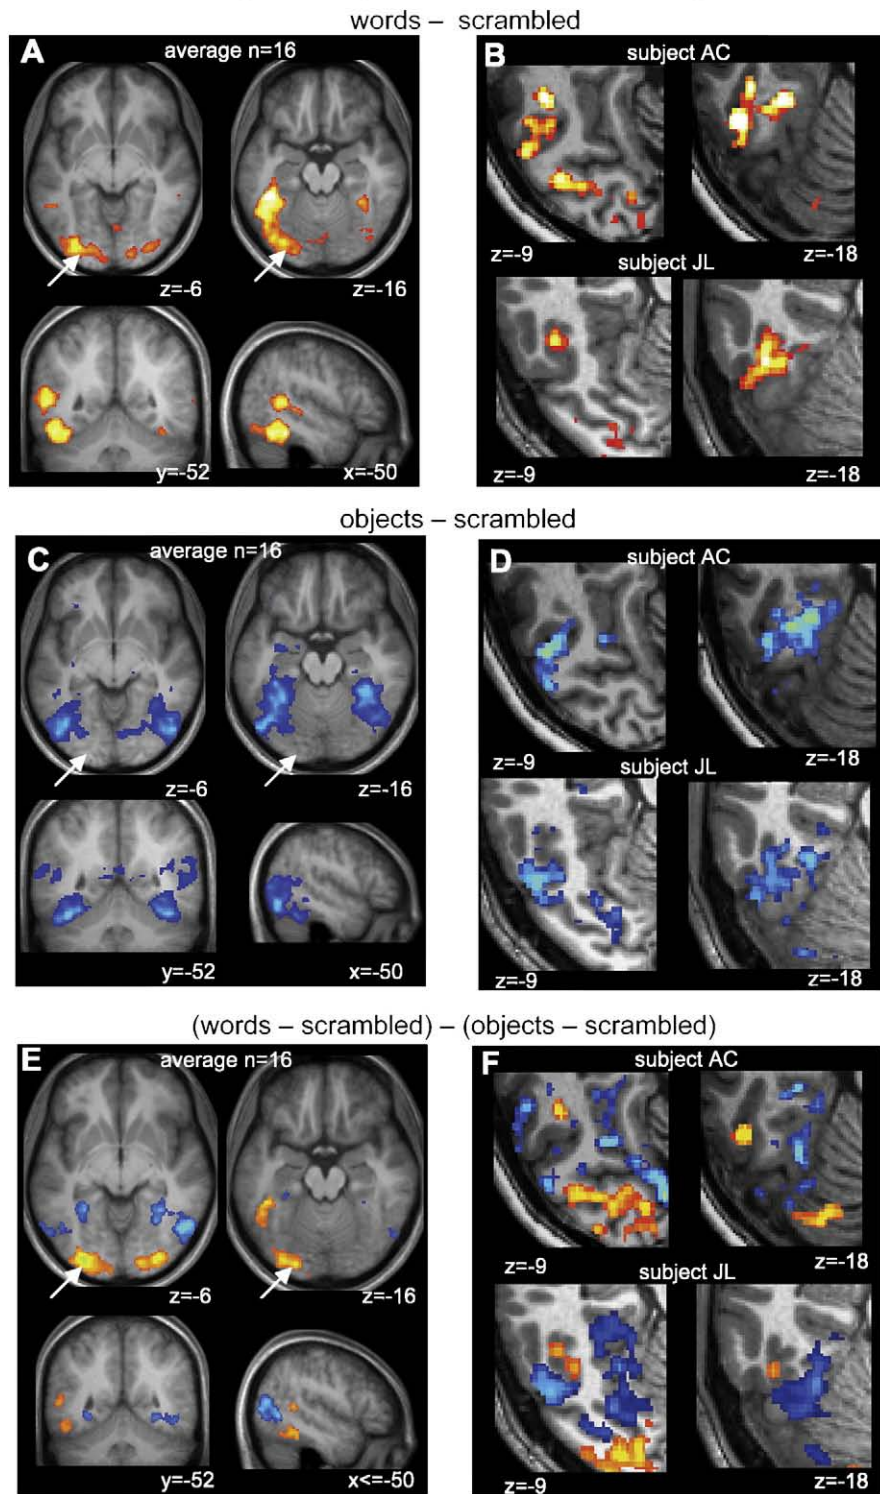 words – scrambled
A
average n=16
z=-6
z=-16
y=-52
x=-50
B
subject AC
z=-9
z=-18
subject JL
z=-9
z=-18
objects – scrambled
C
average n=16
z=-6
z=-16
y=-52
x=-50
D
subject AC
z=-9
z=-18
subject JL
z=-9
z=-18
(words – scrambled) – (objects – scrambled)
E
average n=16
z=-6
z=-16
y=-52
x<=-50
F
subject AC
z=-9
z=-18
subject JL
z=-9
z=-18